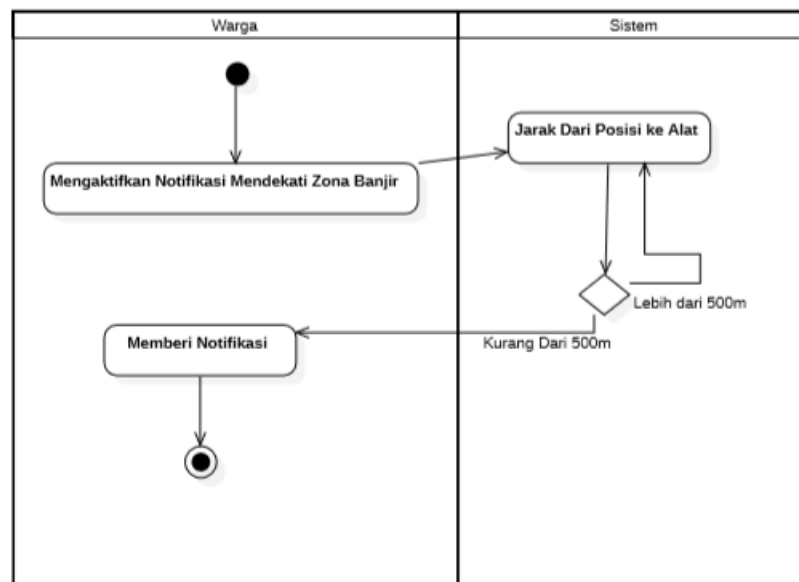 Warga
Sistem
Jarak Dari Posisi ke Alat
Mengaktifkan Notifikasi Mendekati Zona Banjir
Lebih dari 500m
Kurang Dari 500m
Memberi Notifikasi